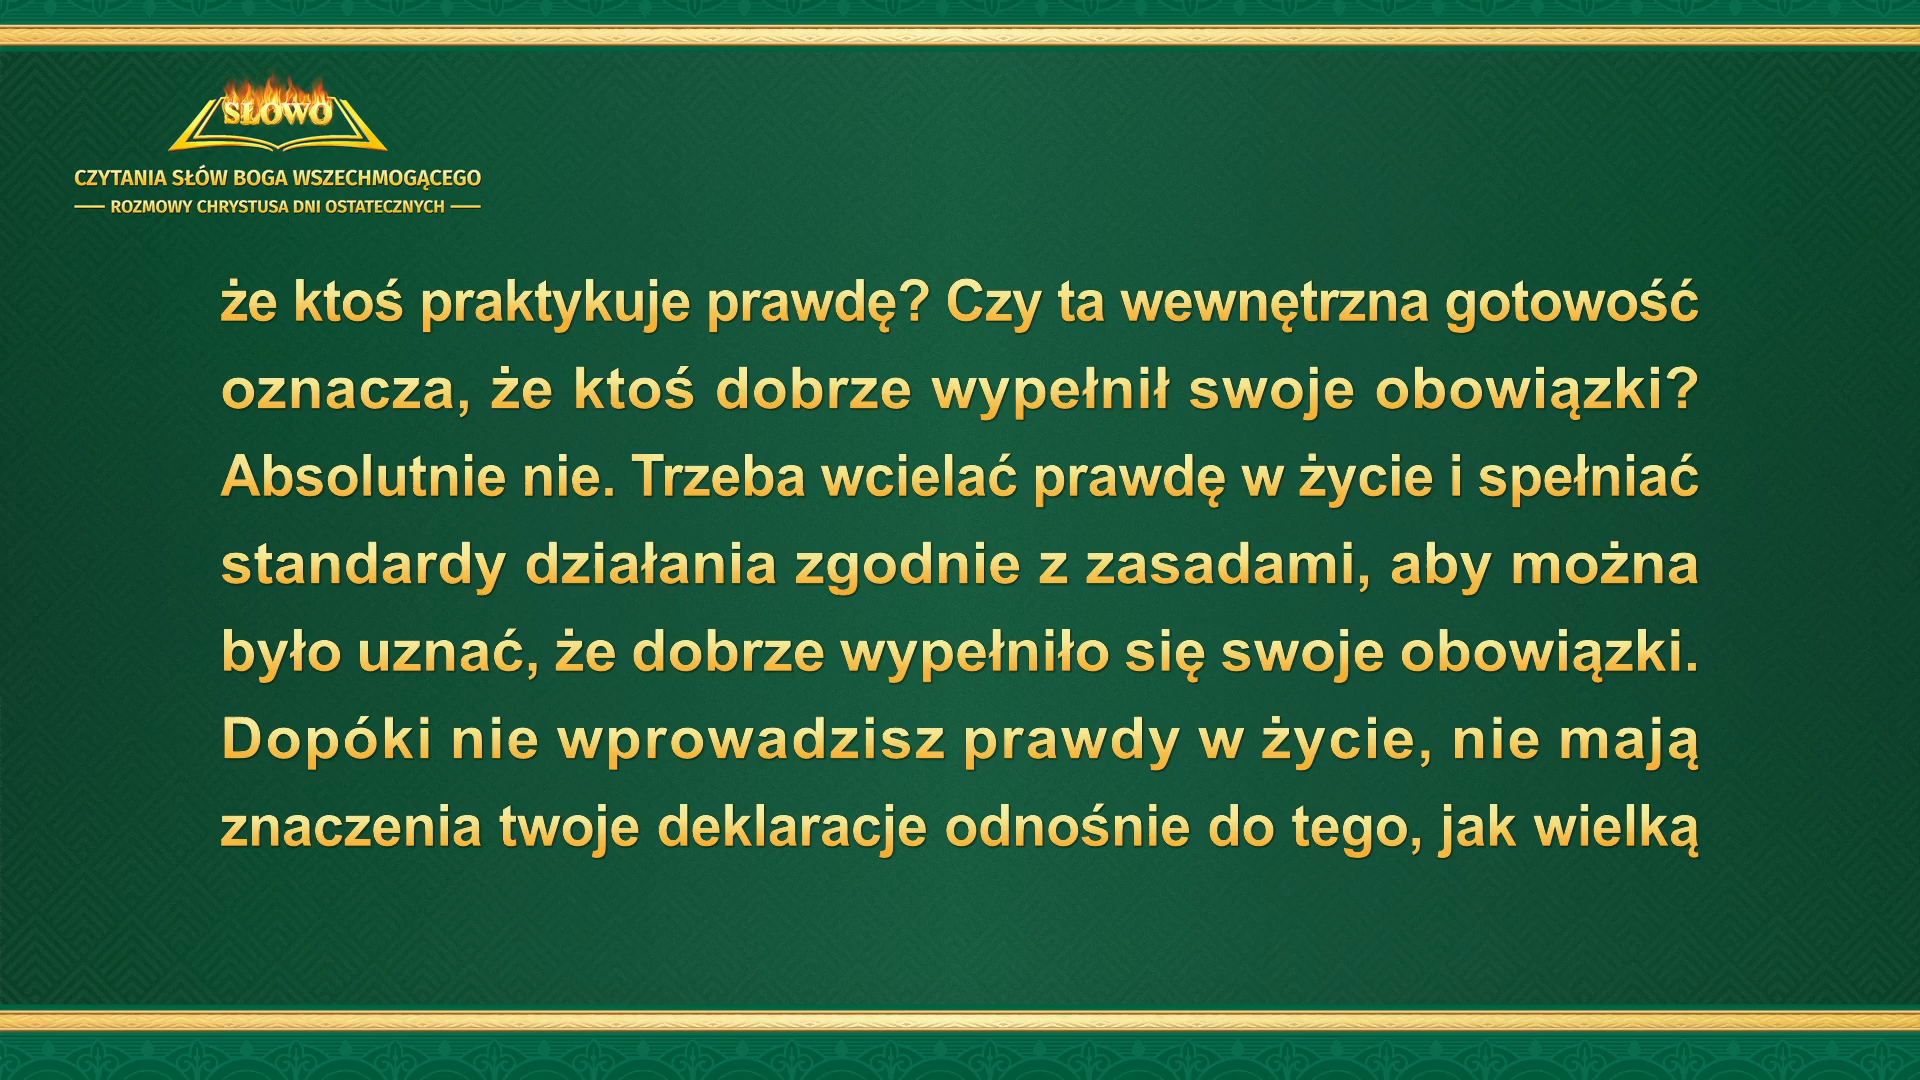 SŁOWO
CZYTANIA SŁÓW BOGA WSZECHMOGĄCEGO
ROZMOWY CHRYSTUSA DNI OSTATECZNYCH
że ktoś praktykuje prawdę? Czy ta wewnętrzna gotowość
oznacza, że ktoś dobrze wypełnił swoje obowiązki?
Absolutnie nie. Trzeba wcielać prawdę w życie i spełniać
standardy działania zgodnie z zasadami, aby można
było uznać, że dobrze wypełniło się swoje obowiązki.
Dopóki nie wprowadzisz prawdy w życie, nie mają
znaczenia twoje deklaracje odnośnie do tego, jak wielką